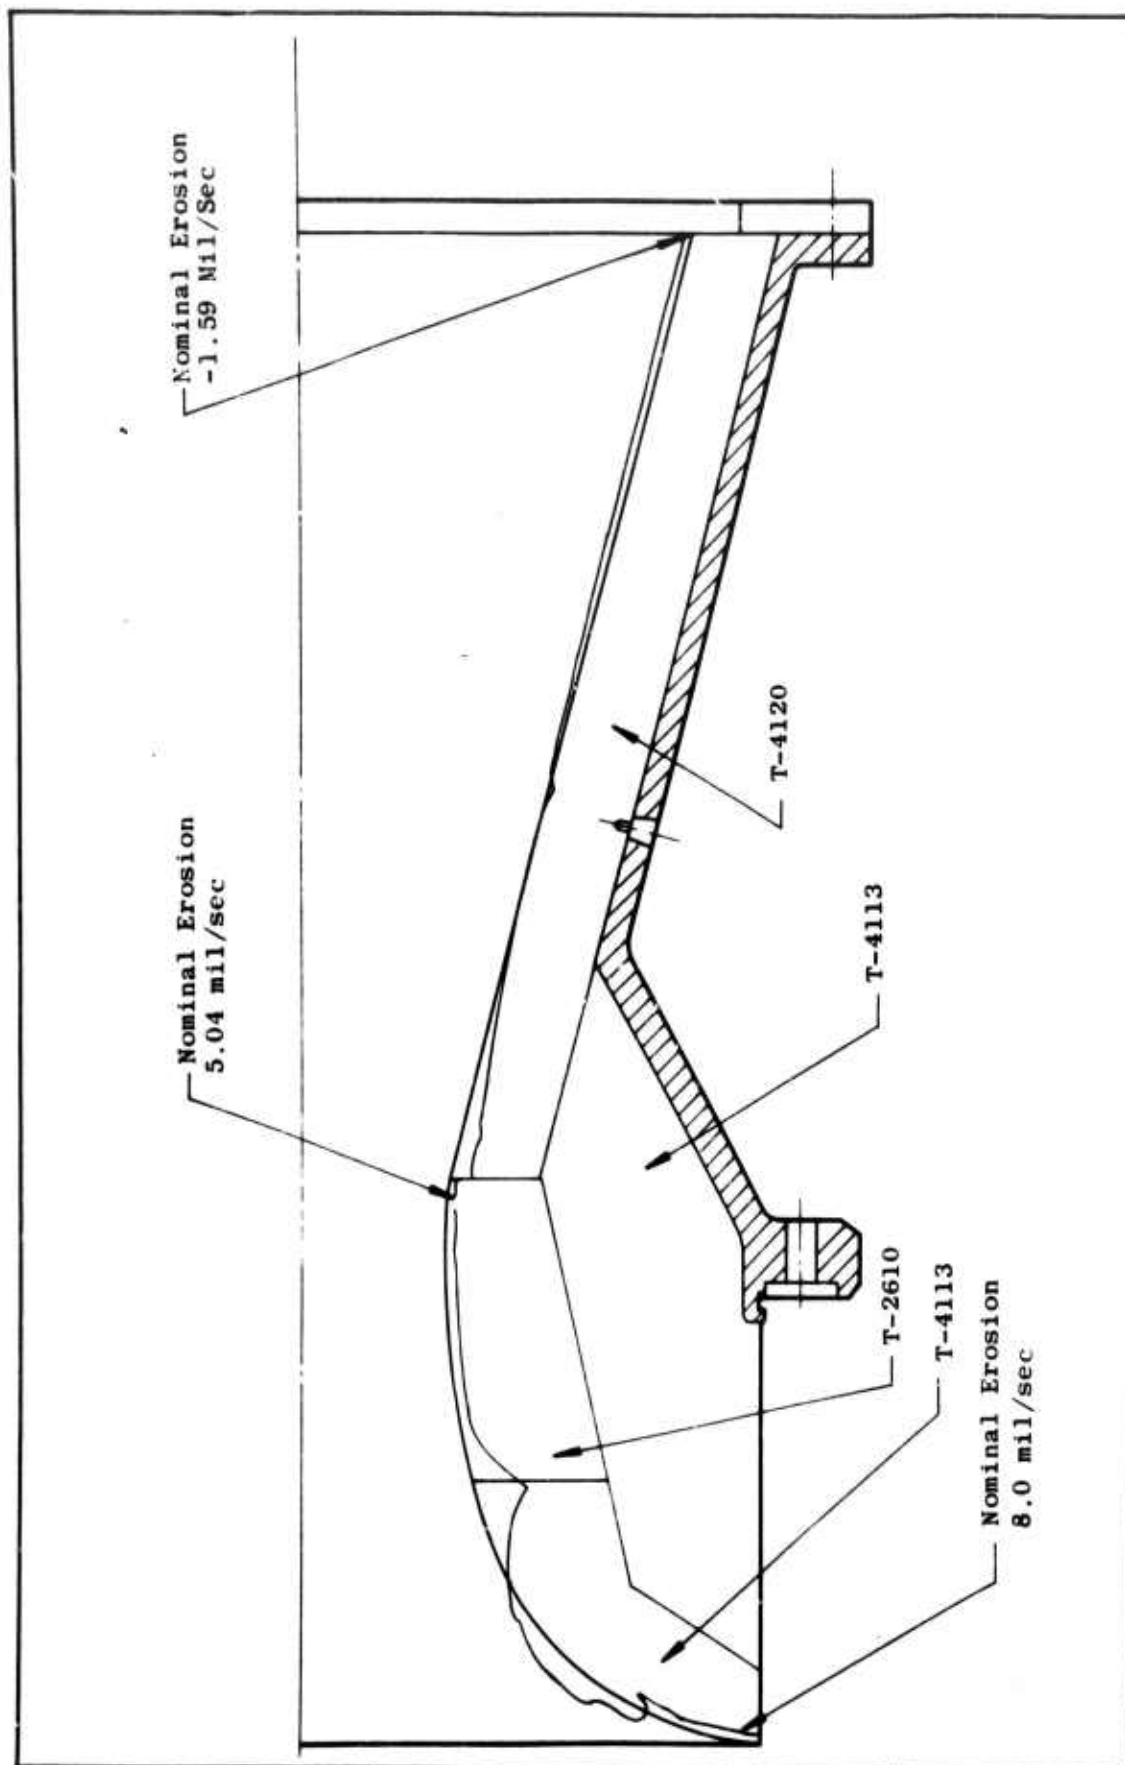 Nominal Erosion
-1.59 Mil/Sec
Nominal Erosion
5.04 mil/sec
T-4120
T-4113
T-2610
T-4113
Nominal Erosion
8.0 mil/sec